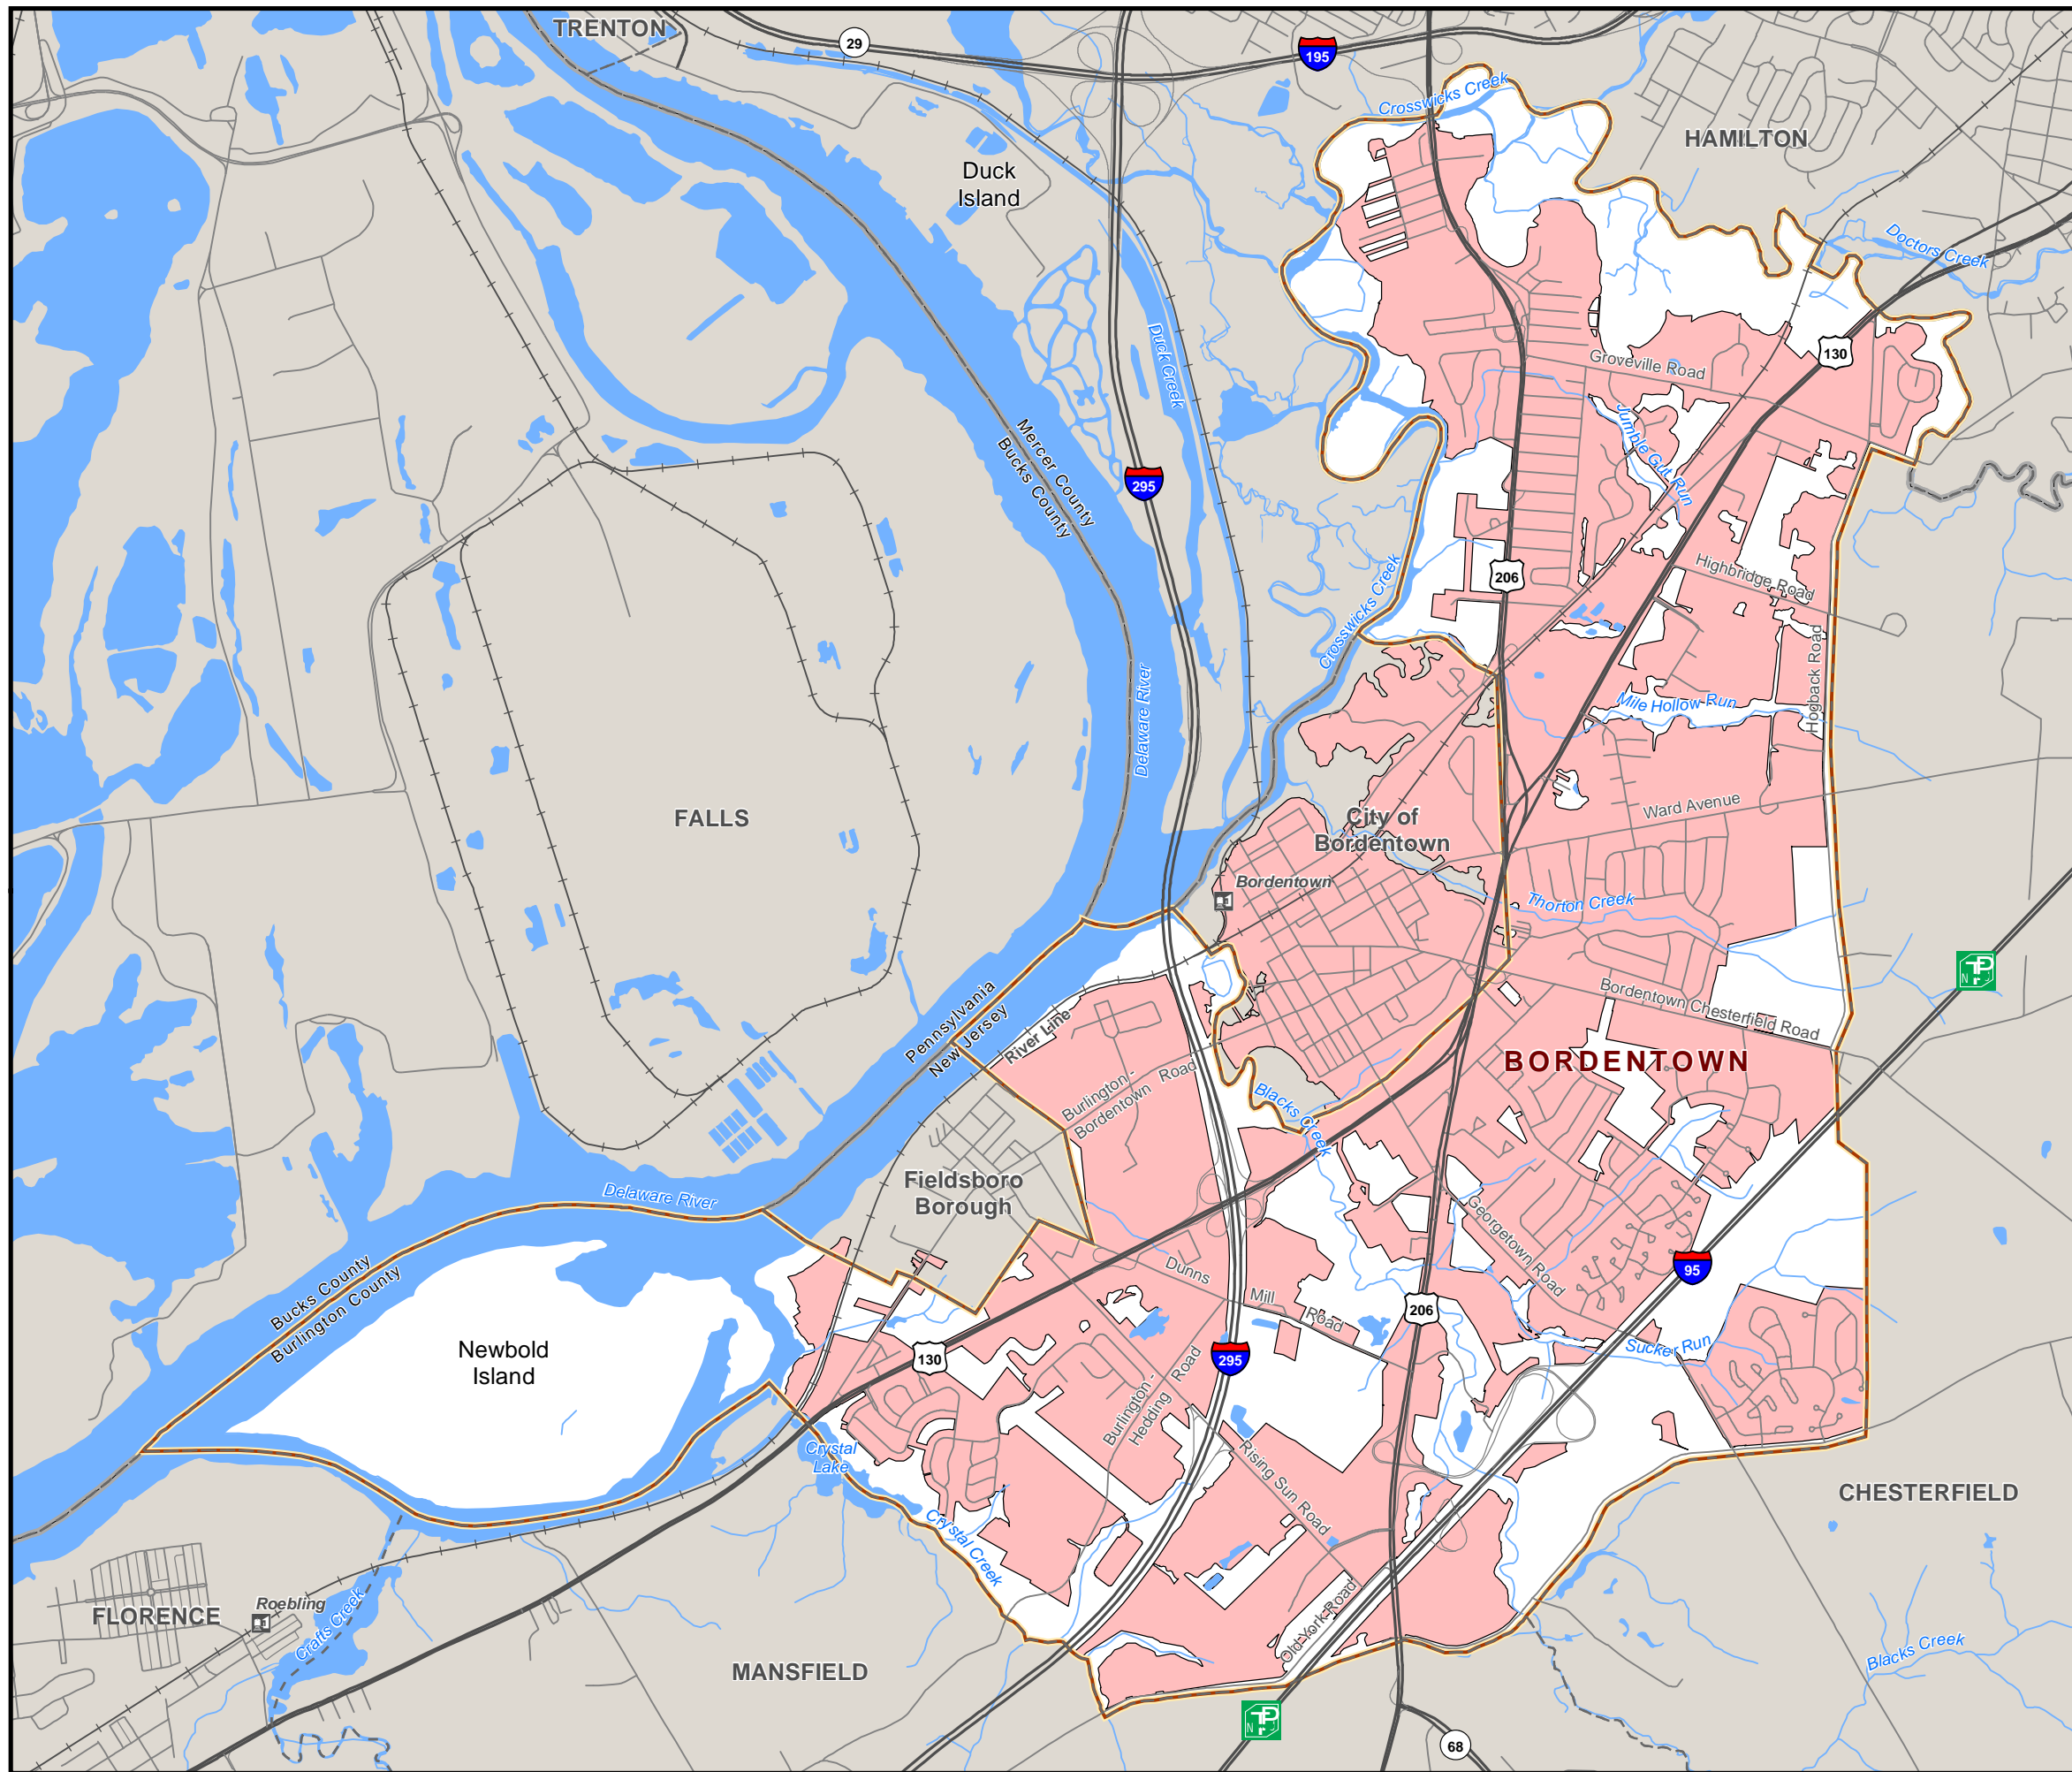 TRENTON
29
195
Crosswicks Creek
HAMILTON
Duck
Island
Doctors Creek
Duck Creek
130
Groveville Road
Jumble Gut Run
Mercer County
Bucks County
295
Crosswicks Creek
206
Highbridge Road
Hogback Road
Delaware River
Mile Hollow Run
FALLS
Ward Avenue
City of
Bordentown
Bordentown
Thorton Creek
TP
N r
Pennsylvania
New Jersey
River Line
Bordentown Chesterfield Road
BORDENTOWN
Burlington -
Bordentown Road
Blacks Creek
Fieldsboro
Borough
Delaware River
Georgetown Road
95
Bucks County
Burlington County
Dunns Mill Road
206
Newbold
Island
130
295
Sucker Run
Burlington -
Hedding Road
Crystal
Lake
Rising Sun Road
CHESTERFIELD
Crystal Creek
Roebling
FLORENCE
Crafts Creek
Old York Road
Blacks Creek
MANSFIELD
TP
N r
68